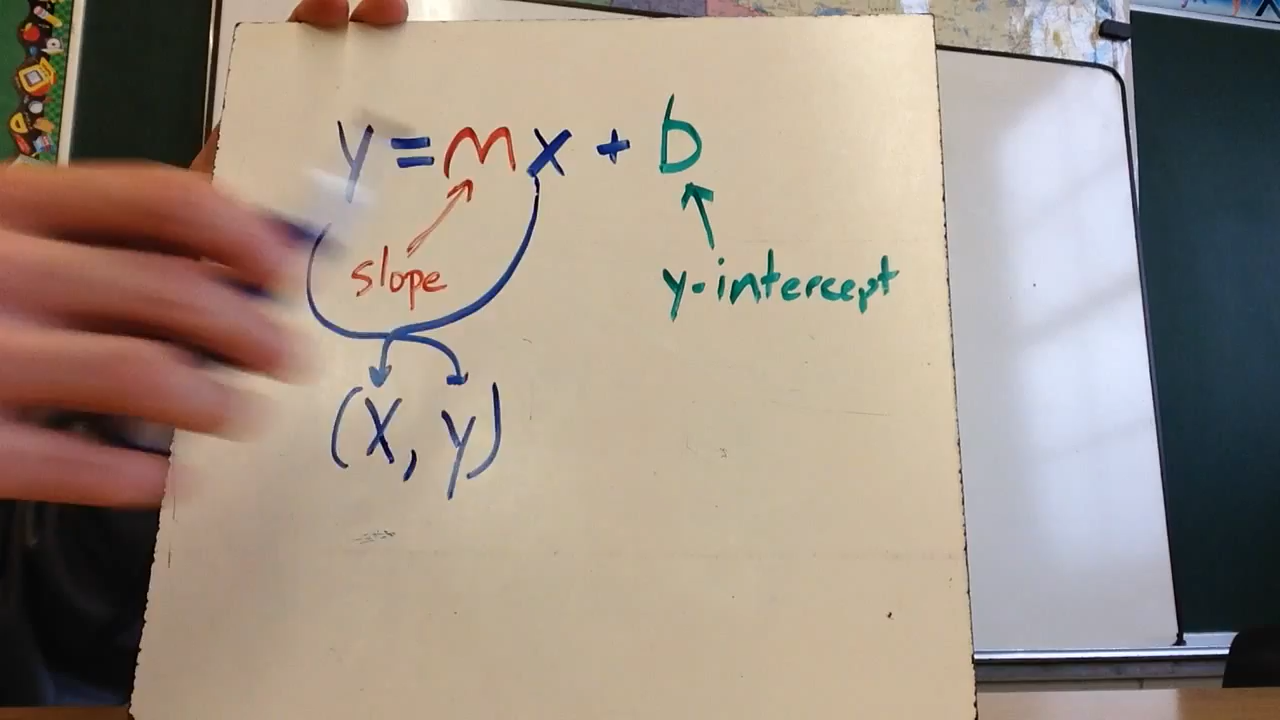 y = mx + b
slope
y-intercept
(x, y)